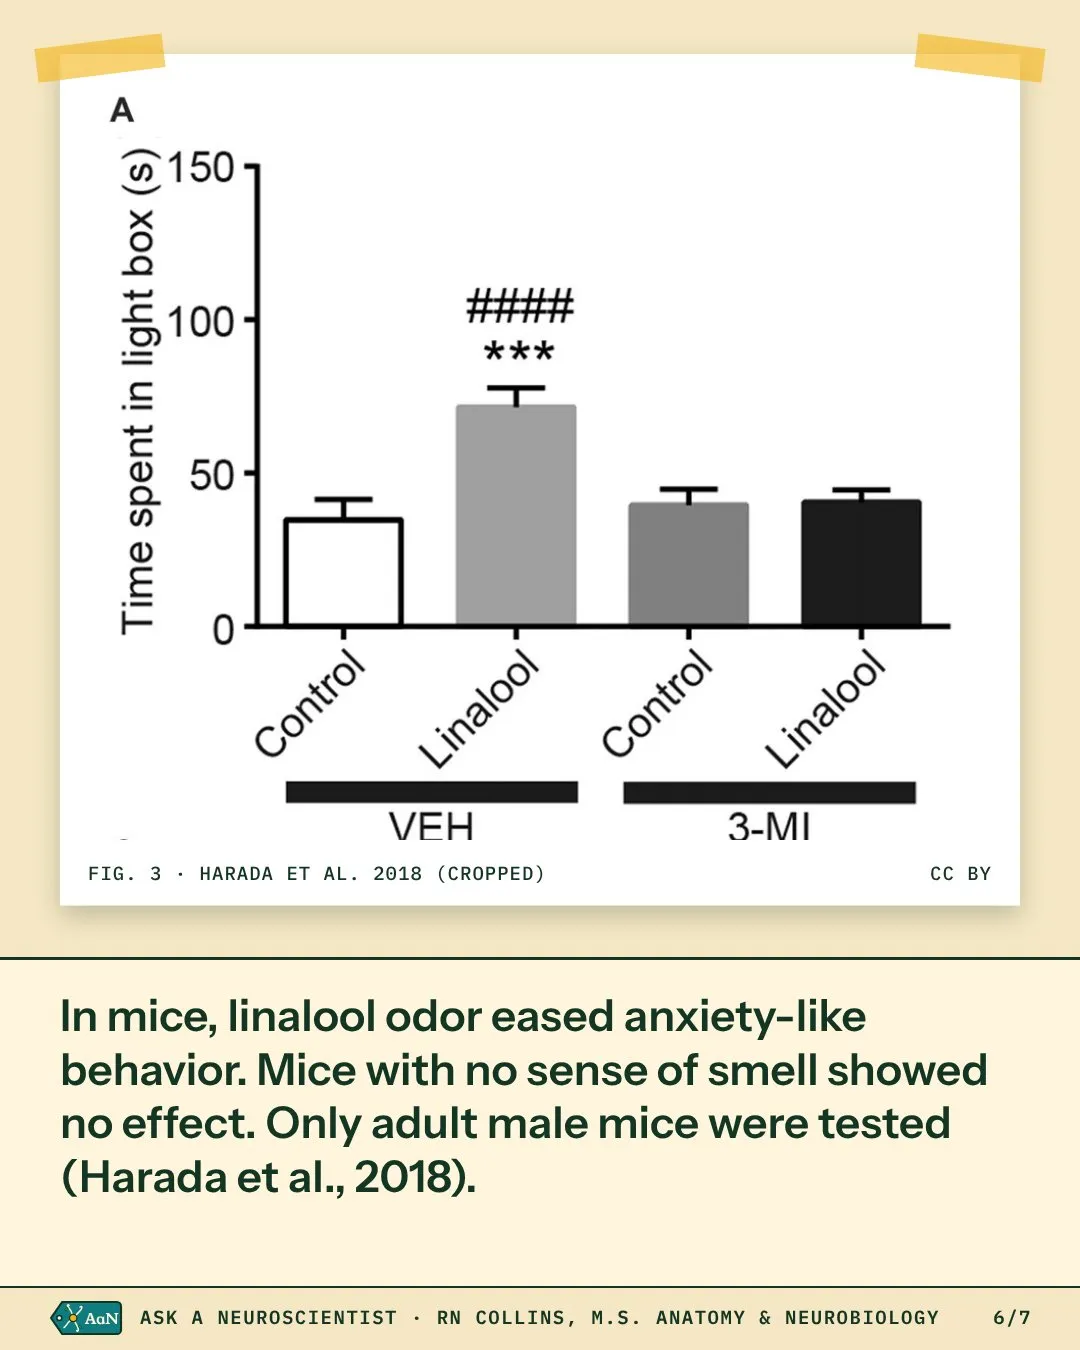 A
Time spent in light box (s)
150
100
50
0
####
***
Control
Linalool
Control
Linalool
VEH
3-MI
FIG. 3 · HARADA ET AL. 2018 (CROPPED)
CC BY
In mice, linalool odor eased anxiety-like
behavior. Mice with no sense of smell showed
no effect. Only adult male mice were tested
(Harada et al., 2018).
AaN
ASK A NEUROSCIENTIST · RN COLLINS, M.S. ANATOMY & NEUROBIOLOGY
6/7